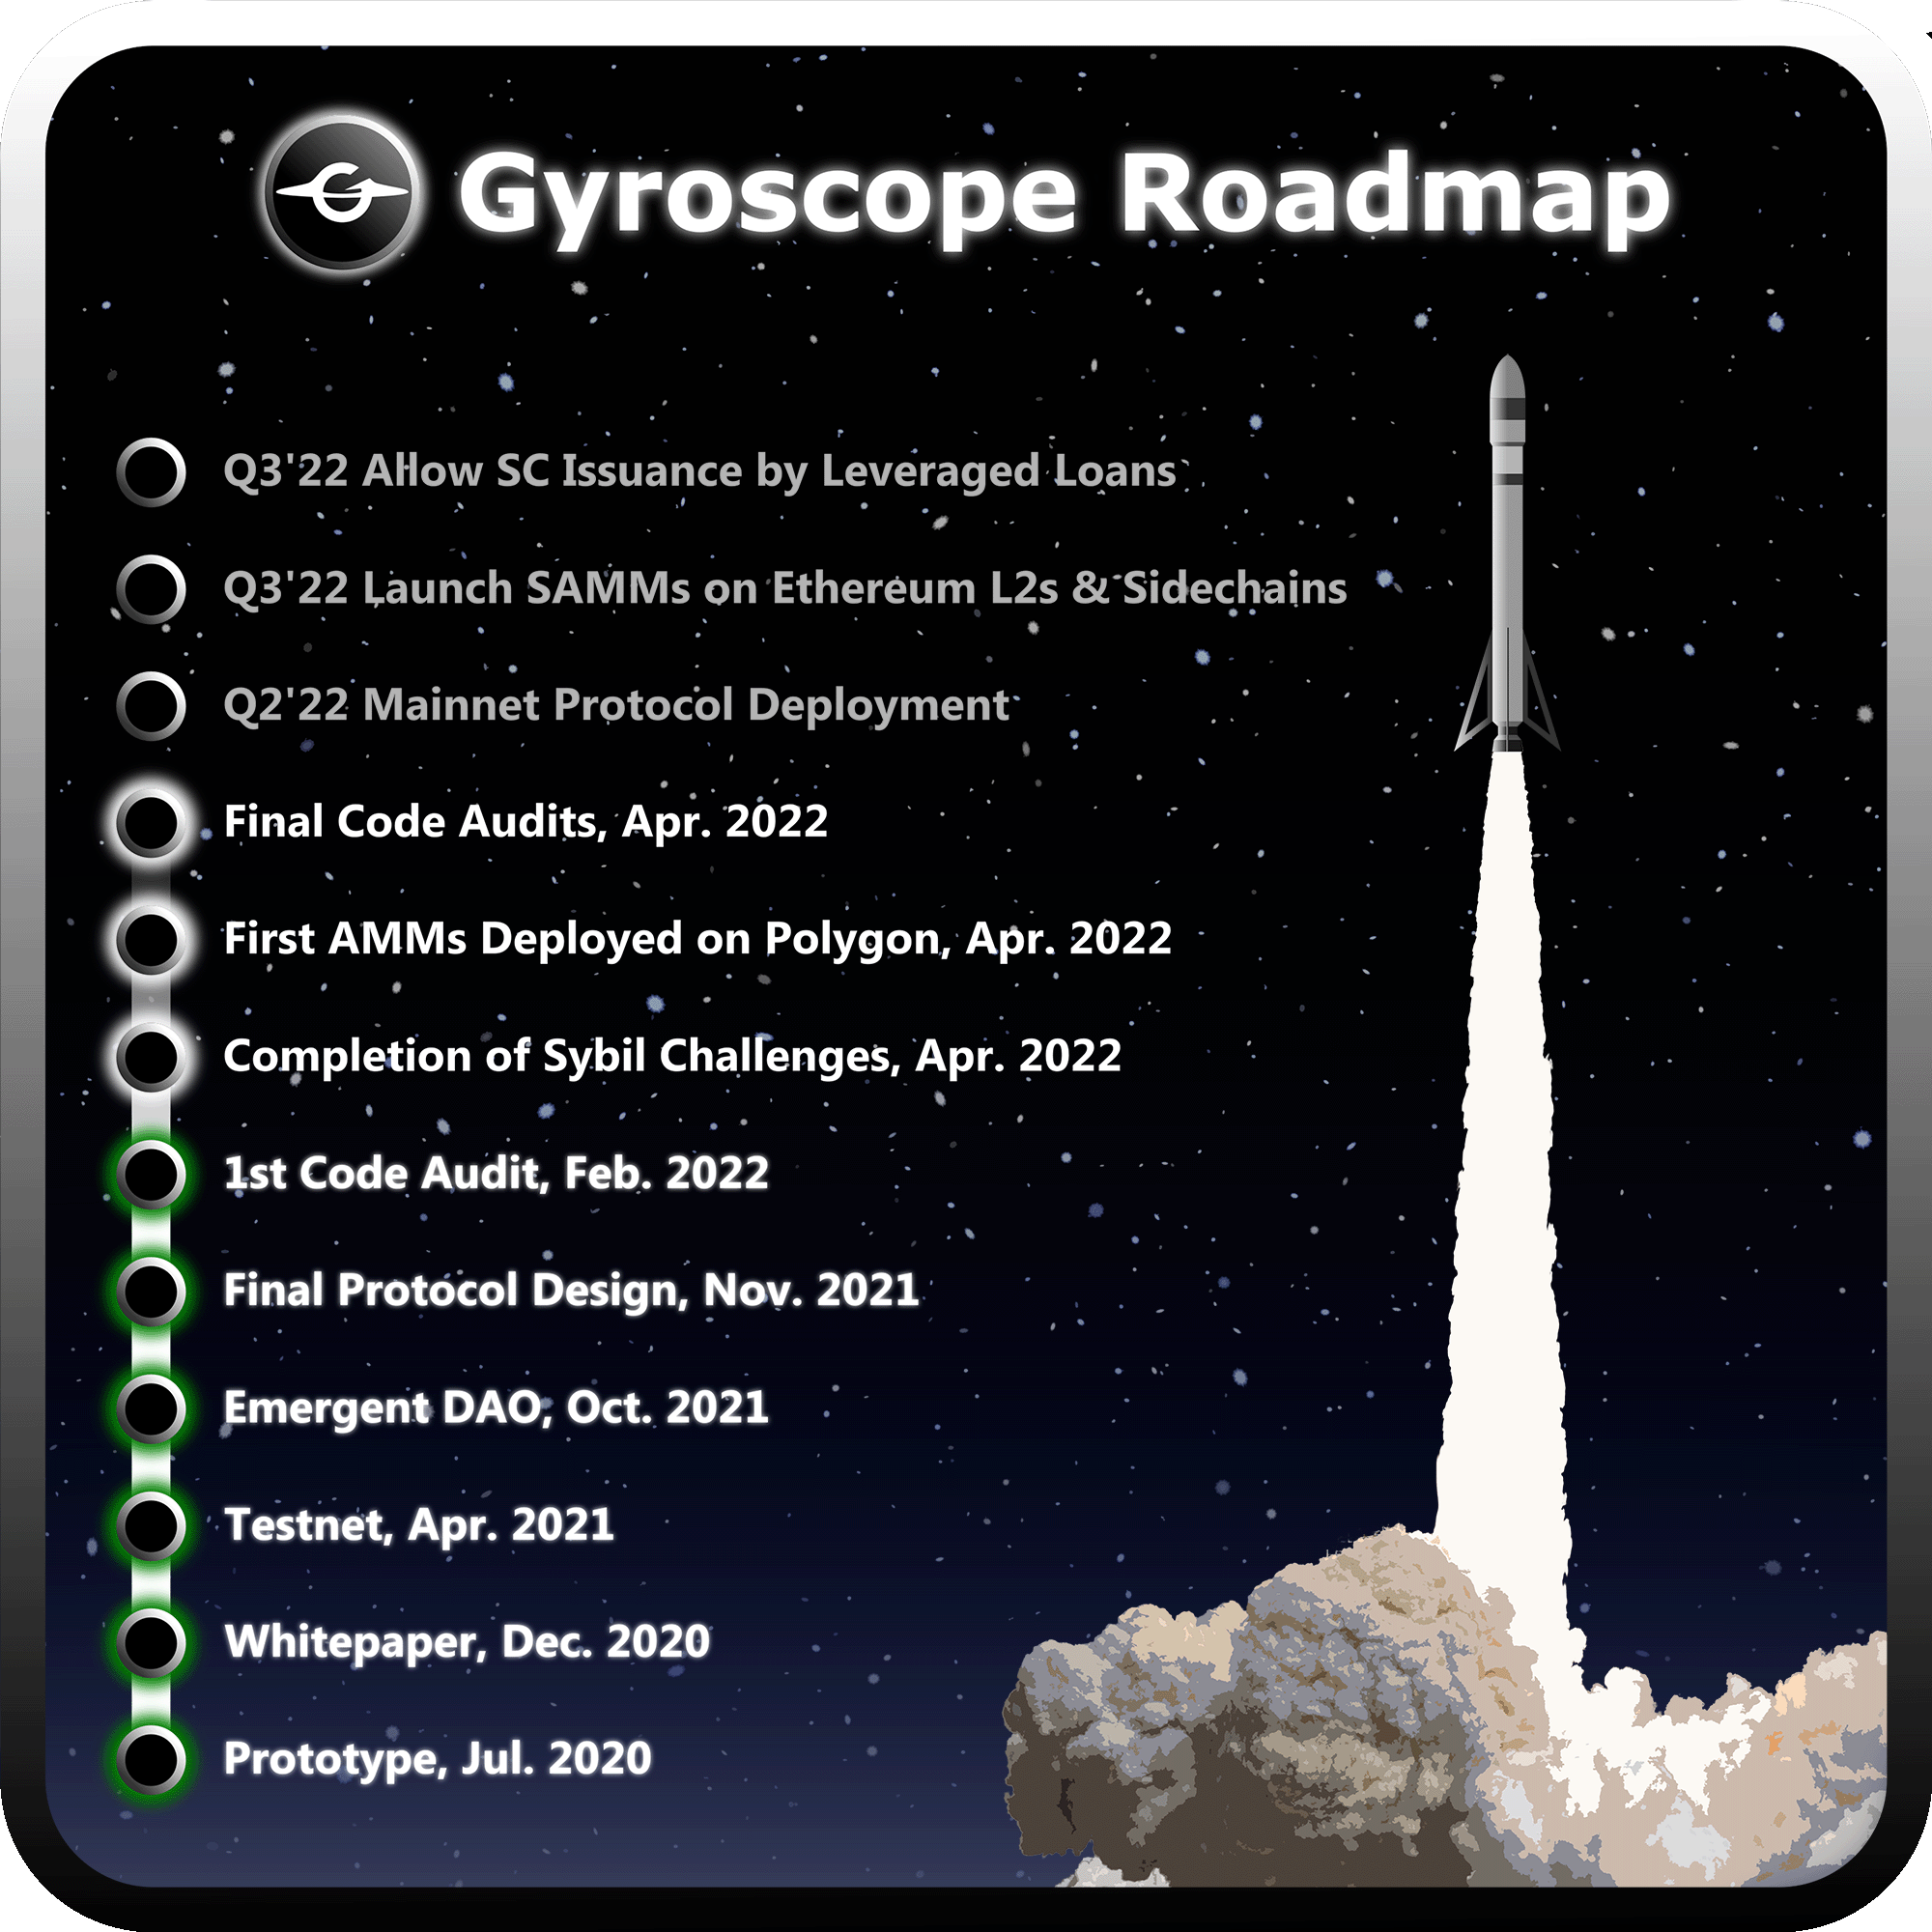 Gyroscope Roadmap
Q3'22 Allow SC Issuance by Leveraged Loans
Q3'22 Launch SAMMs on Ethereum L2s & Sidechains
Q2'22 Mainnet Protocol Deployment
Final Code Audits, Apr. 2022
First AMMs Deployed on Polygon, Apr. 2022
Completion of Sybil Challenges, Apr. 2022
1st Code Audit, Feb. 2022
Final Protocol Design, Nov. 2021
Emergent DAO, Oct. 2021
Testnet, Apr. 2021
Whitepaper, Dec. 2020
Prototype, Jul. 2020